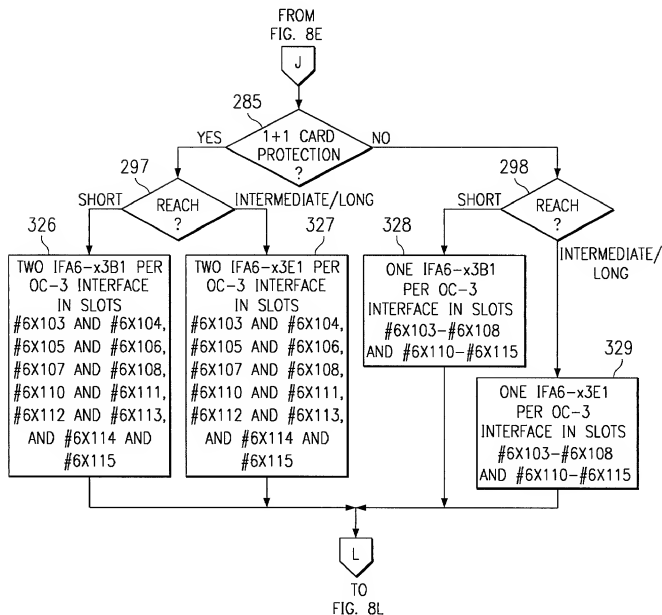 FROM
FIG. 8E
J
285
1+1 CARD
PROTECTION
?
YES
NO
297
REACH
?
SHORT
INTERMEDIATE/LONG
298
REACH
?
SHORT
INTERMEDIATE/
LONG
326
TWO IFA6-x3B1 PER
OC-3 INTERFACE
IN SLOTS
#6X103 AND #6X104,
#6X105 AND #6X106,
#6X107 AND #6X108,
#6X110 AND #6X111,
#6X112 AND #6X113,
AND #6X114 AND
#6X115
327
TWO IFA6-x3E1 PER
OC-3 INTERFACE
IN SLOTS
#6X103 AND #6X104,
#6X105 AND #6X106,
#6X107 AND #6X108,
#6X110 AND #6X111,
#6X112 AND #6X113,
AND #6X114 AND
#6X115
328
ONE IFA6-x3B1
PER OC-3
INTERFACE IN SLOTS
#6X103-#6X108
AND #6X110-#6X115
329
ONE IFA6-x3E1
PER OC-3
INTERFACE IN SLOTS
#6X103-#6X108
AND #6X110-#6X115
L
TO
FIG. 8L